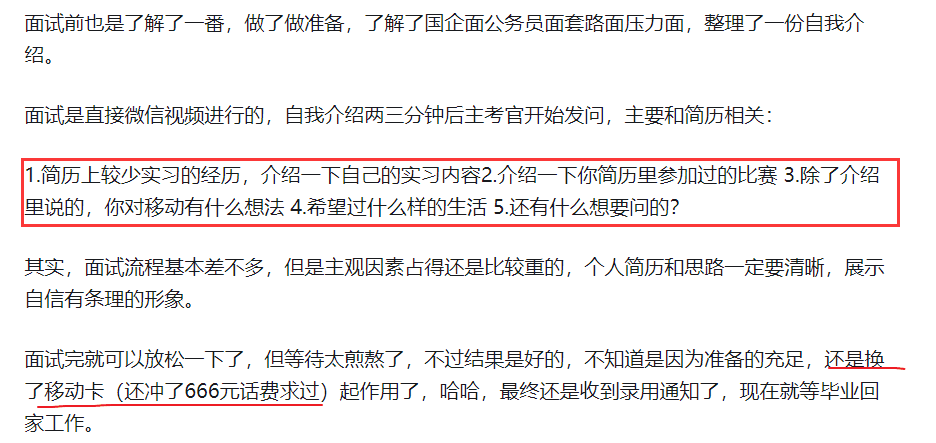 面试前也是了解了一番，做了做准备，了解了国企面公务员面套路面压力面，整理了一份自我介
绍。
面试是直接微信视频进行的，自我介绍两三分钟后主考官开始发问，主要和简历相关：
1.简历上较少实习的经历，介绍一下自己的实习内容2.介绍一下你简历里参加过的比赛 3.除了介绍
里说的，你对移动有什么想法 4.希望过什么样的生活 5.还有什么想要问的？
其实，面试流程基本差不多，但是主观因素占得还是比较重的，个人简历和思路一定要清晰，展示
自信有条理的形象。
面试完就可以放松一下了，但等待太煎熬了，不过结果是好的，不知道是因为准备的充足，还是换
了移动卡（还冲了666元话费求过）起作用了，哈哈，最终还是收到录用通知了，现在就等毕业回
家工作。